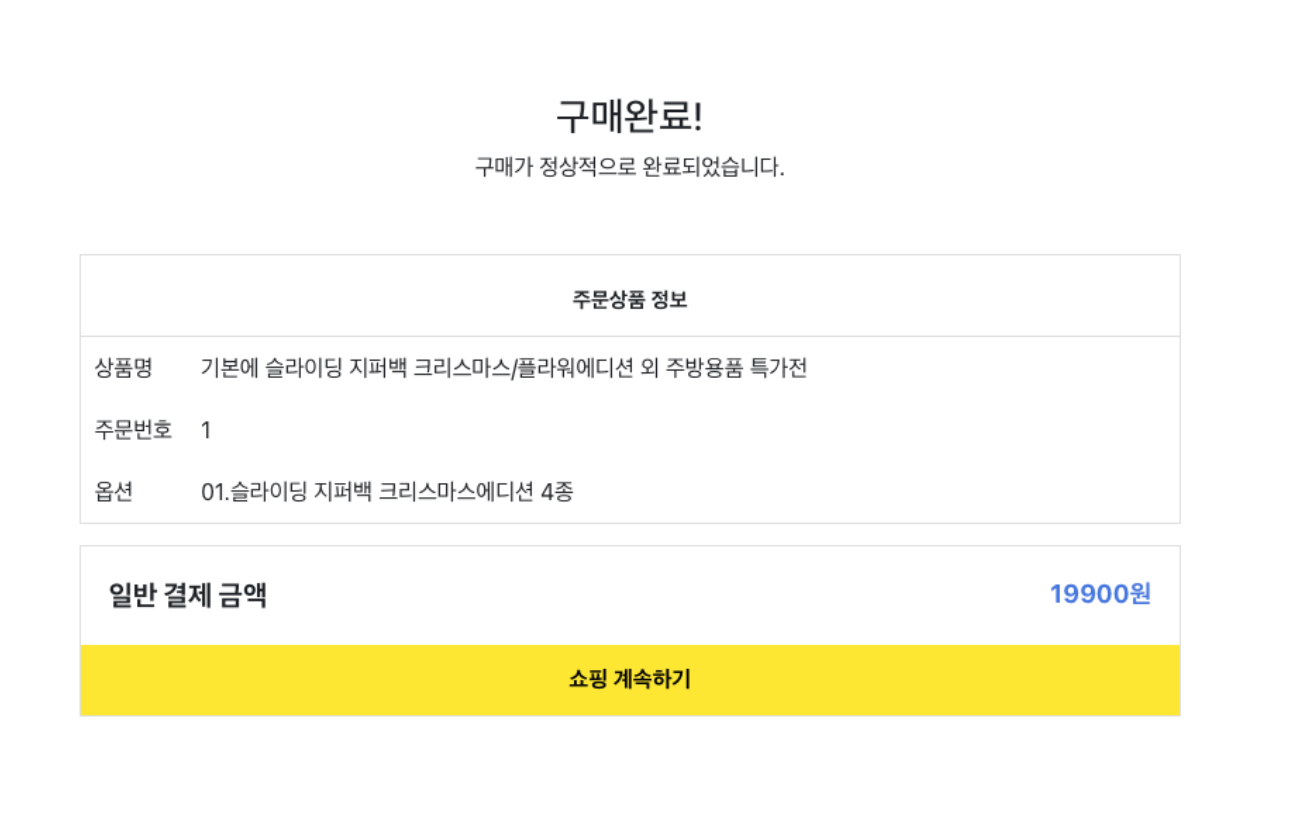 구매완료!
구매가 정상적으로 완료되었습니다.
주문상품 정보
상품명 기본에 슬라이딩 지퍼백 크리스마스/플라워에디션 외 주방용품 특가전
주문번호 1
옵션 01.슬라이딩 지퍼백 크리스마스에디션 4종
일반 결제 금액 19900원
쇼핑 계속하기